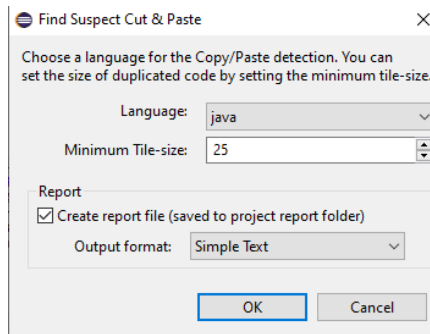 Find Suspect Cut & Paste
Choose a language for the Copy/Paste detection. You can
set the size of duplicated code by setting the minimum tile-size.
Language: java
Minimum Tile-size: 25
Report
Create report file (saved to project report folder)
Output format: Simple Text
OK Cancel